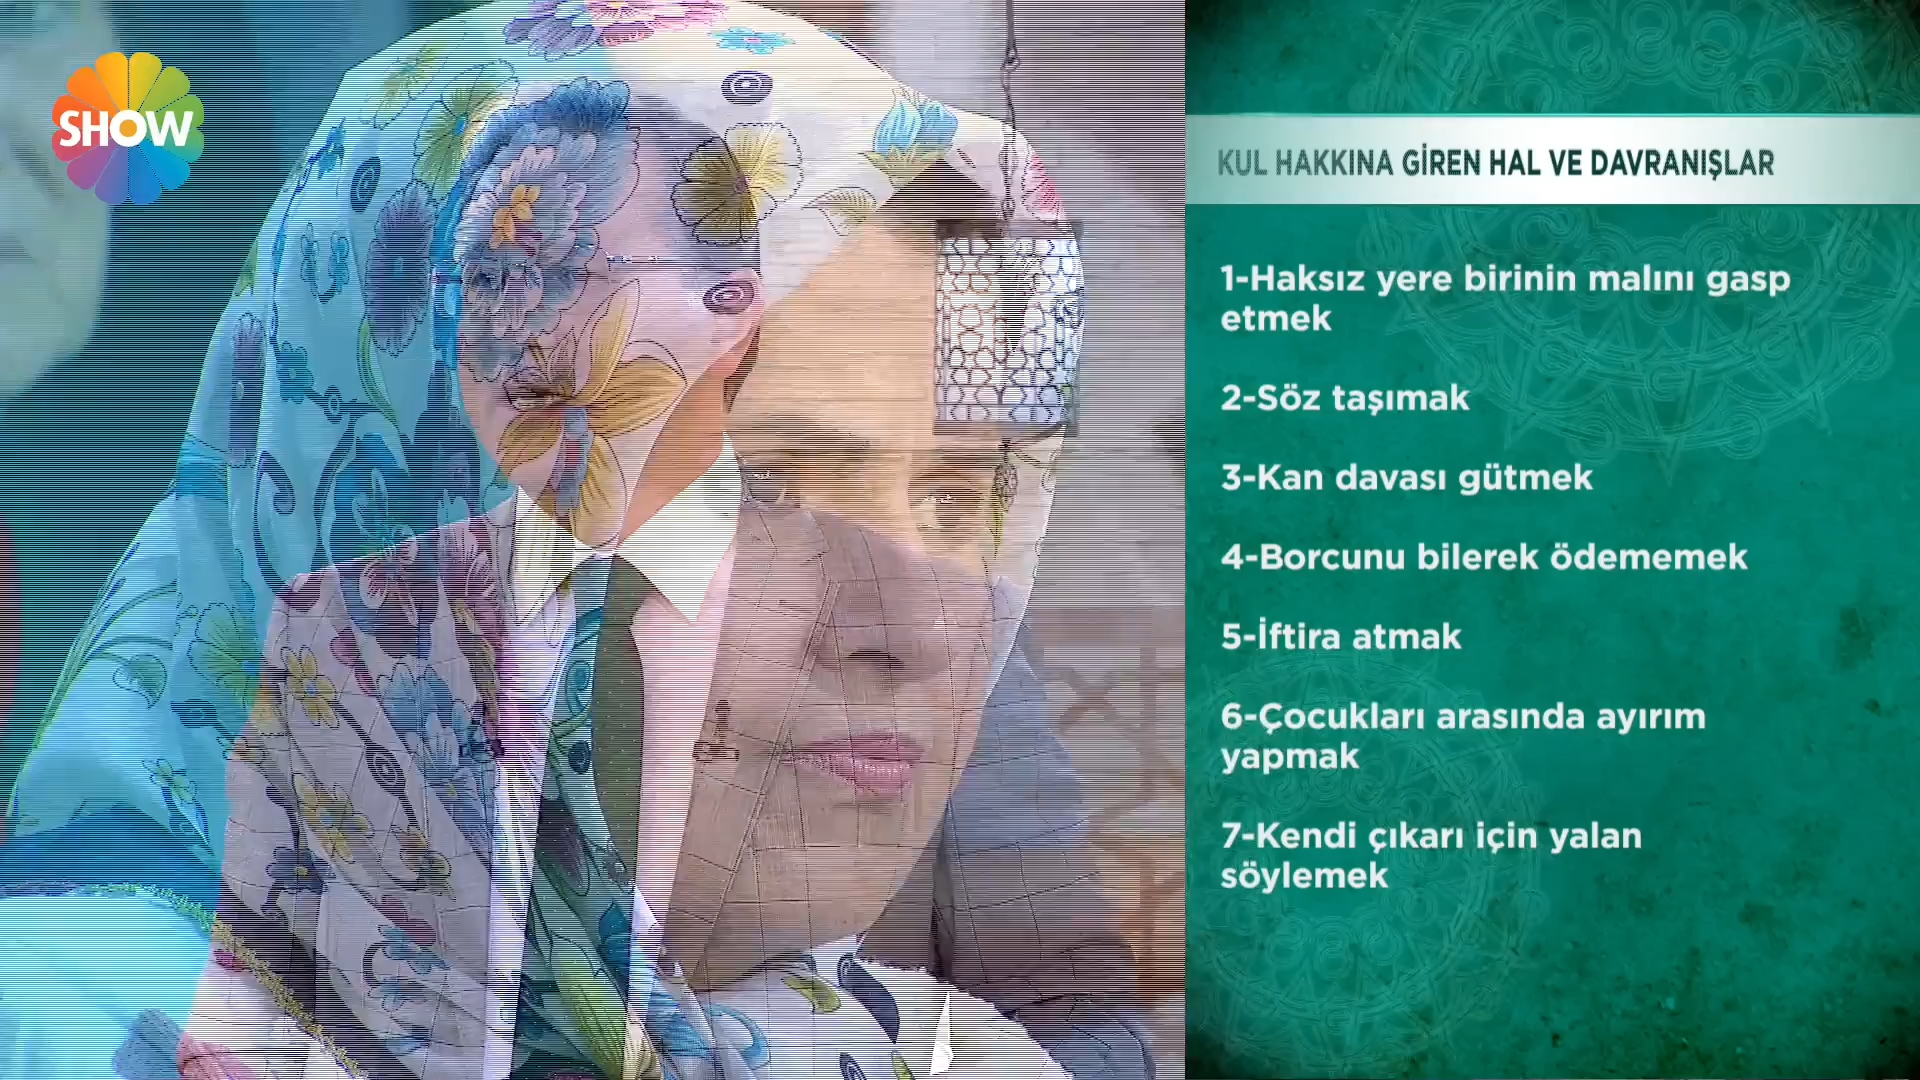 SHOW
KUL HAKKINA GİREN HAL VE DAVRANIŞLAR
1-Haksız yere birinin malını gasp
etmek
2-Söz taşımak
3-Kan davası gütmek
4-Borcunu bilerek ödememek
5-İftira atmak
6-Çocukları arasında ayırım
yapmak
7-Kendi çıkarı için yalan
söylemek